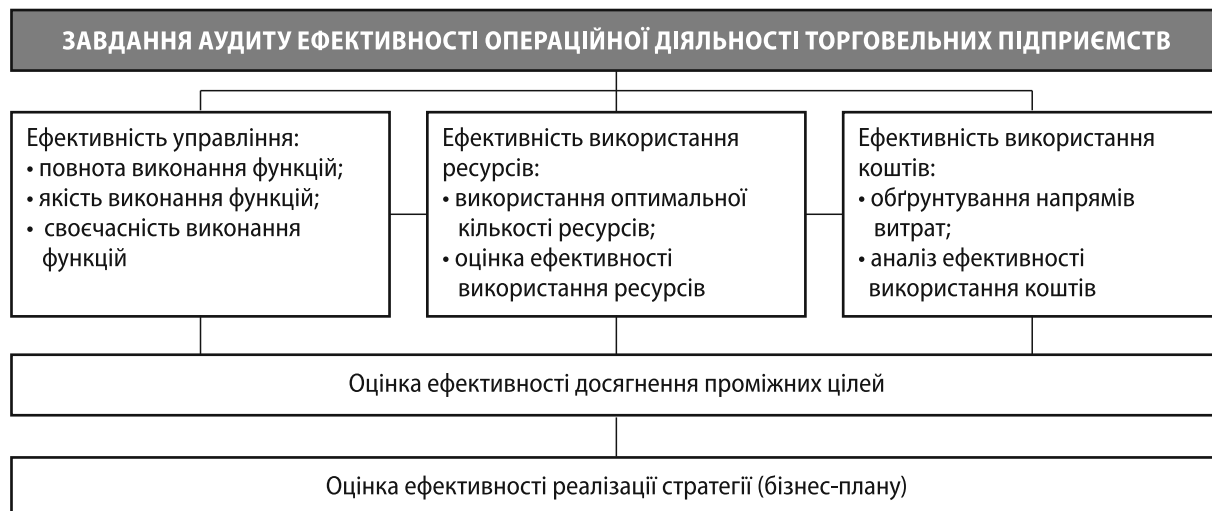 ЗАВДАННЯ АУДИТУ ЕФЕКТИВНОСТІ ОПЕРАЦІЙНОЇ ДІЯЛЬНОСТІ ТОРГОВЕЛЬНИХ ПІДПРИЄМСТВ
Ефективність управління:
• повнота виконання функцій;
• якість виконання функцій;
• своєчасність виконання
функцій
Ефективність використання
ресурсів:
• використання оптимальної
кількості ресурсів;
• оцінка ефективності
використання ресурсів
Ефективність використання
коштів:
• обґрунтування напрямів
витрат;
• аналіз ефективності
використання коштів
Оцінка ефективності досягнення проміжних цілей
Оцінка ефективності реалізації стратегії (бізнес-плану)